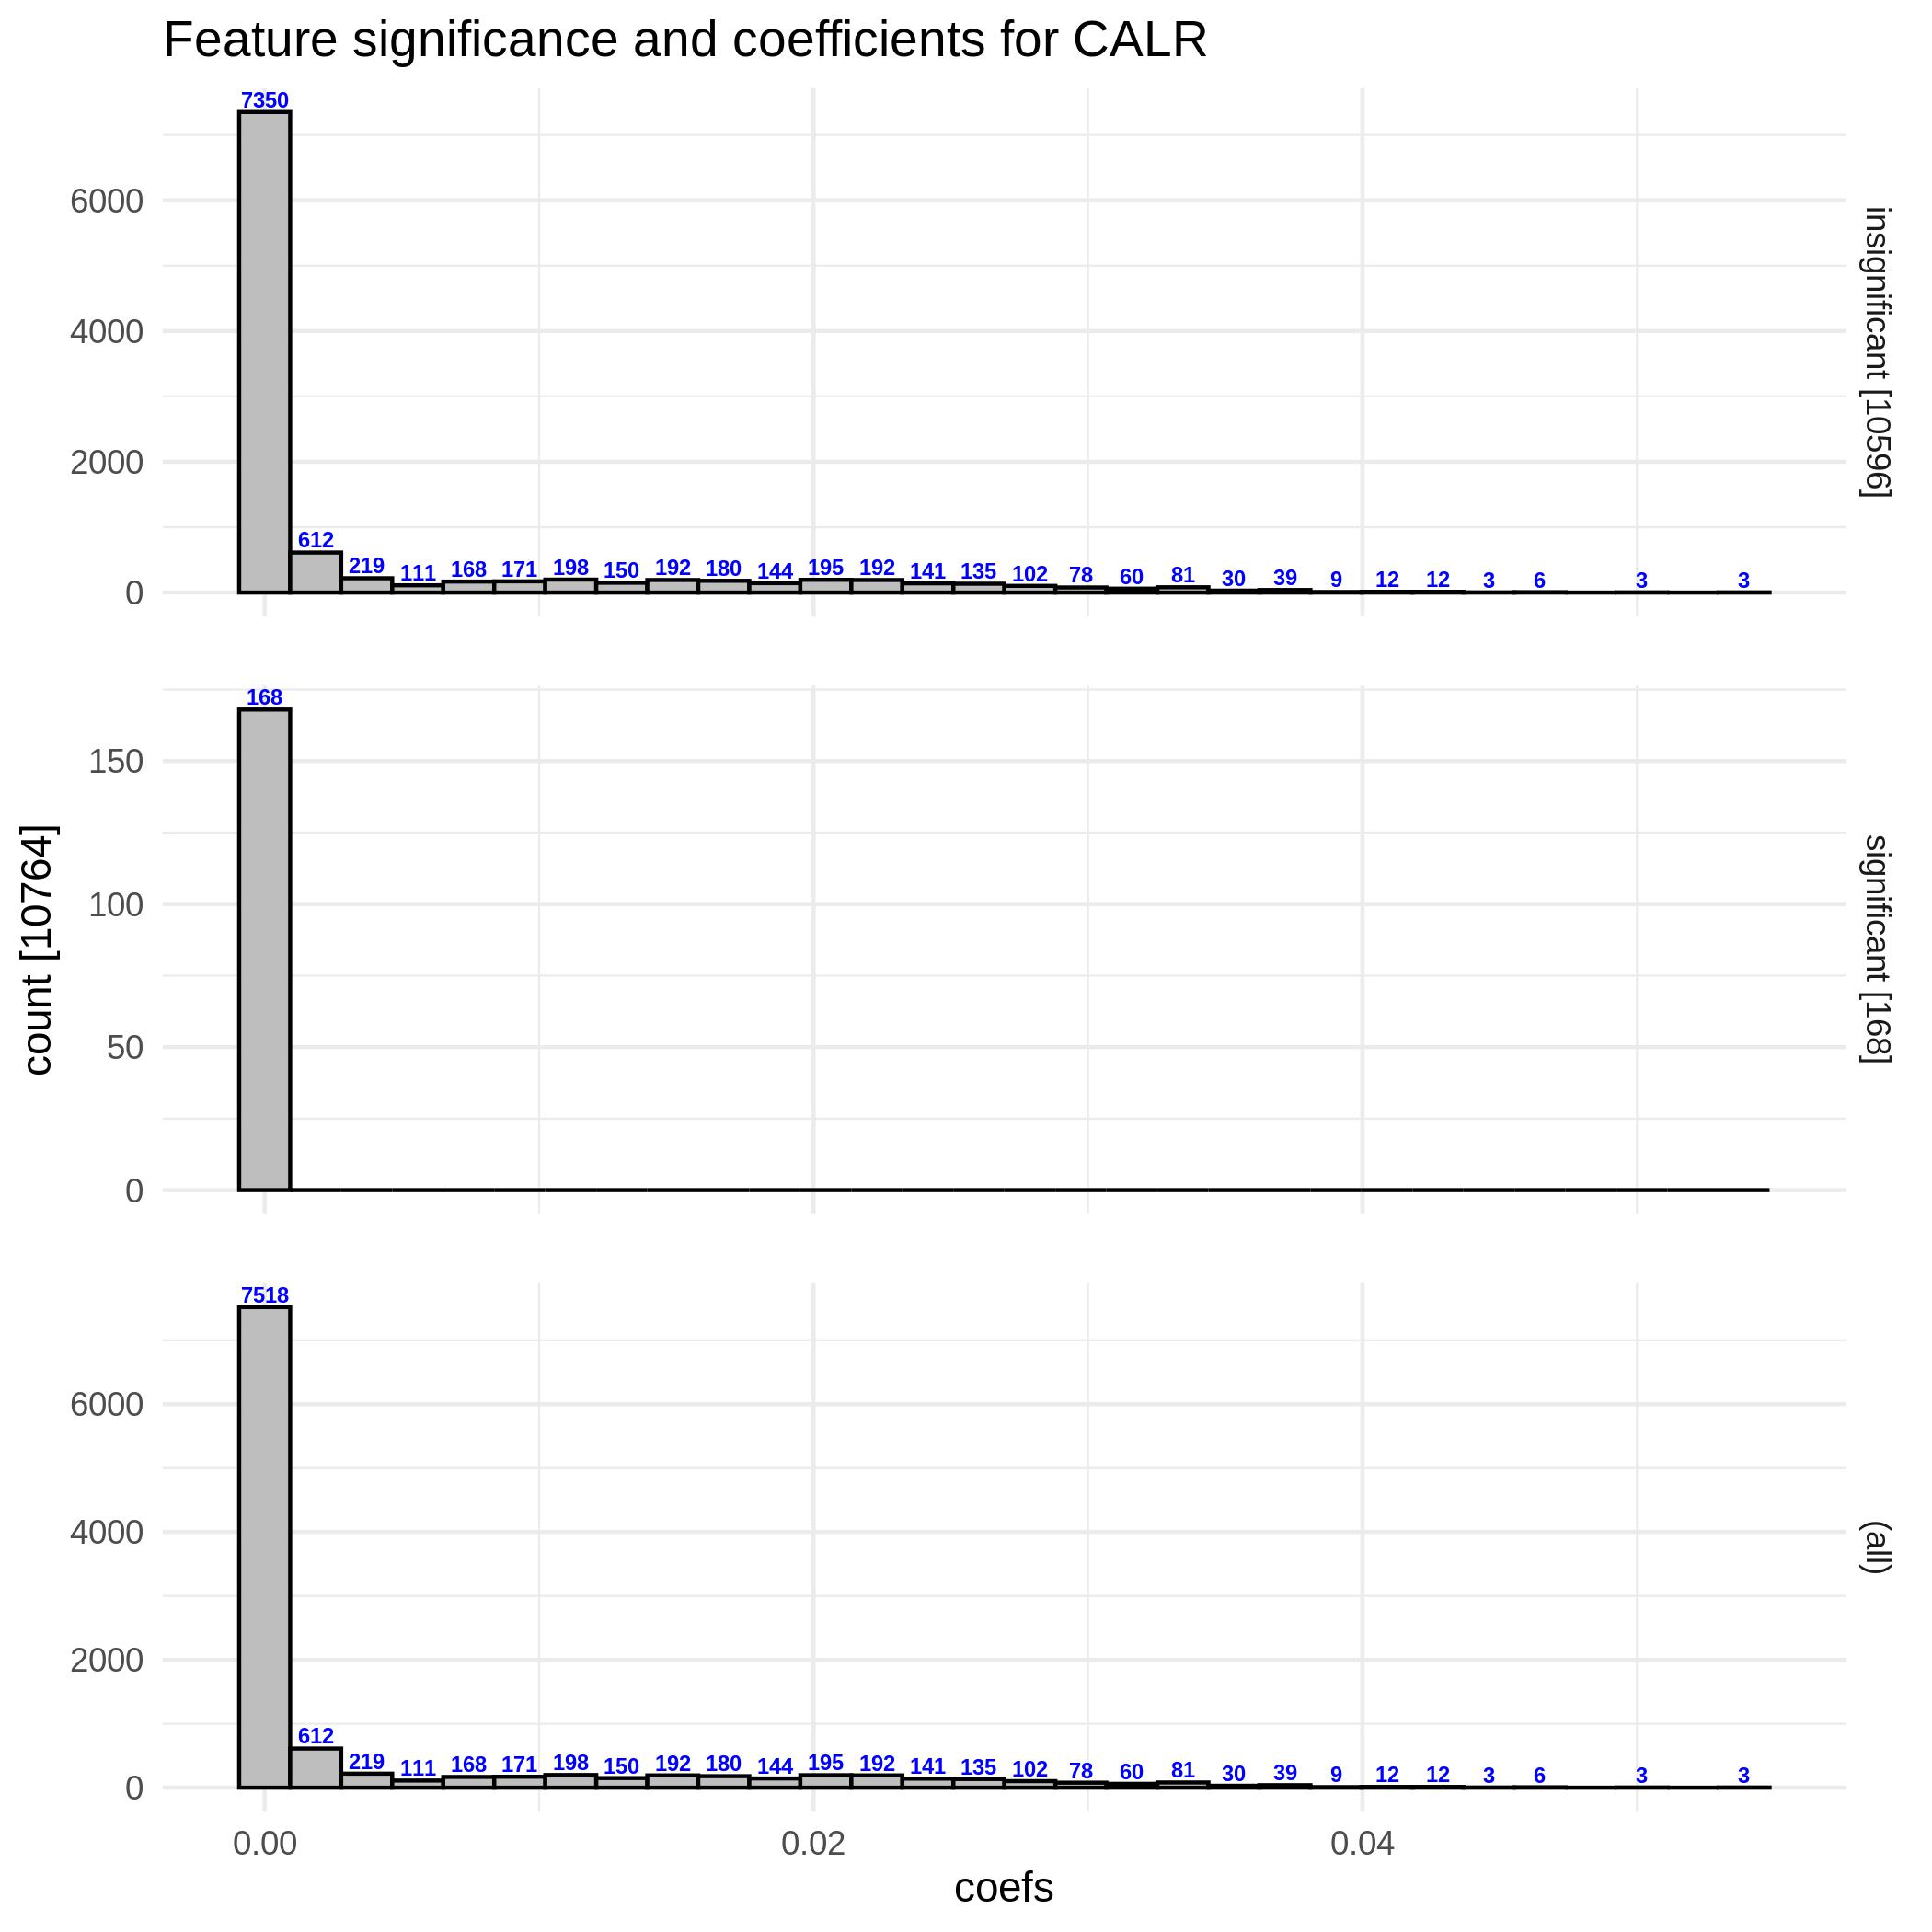 Feature significance and coefficients for CALR
7350
6000
4000
2000
612 219 111 168 171 198 150 192 180 144 195 192 141 135 102 78 60 81 30 39 9 12 12 3 6 3 3
0
insignificant [10596]
168
150
100
50
0
significant [168]
count [10764]
7518
6000
4000
2000
612 219 111 168 171 198 150 192 180 144 195 192 141 135 102 78 60 81 30 39 9 12 12 3 6 3 3
0
(all)
0.00 0.02 0.04
coefs